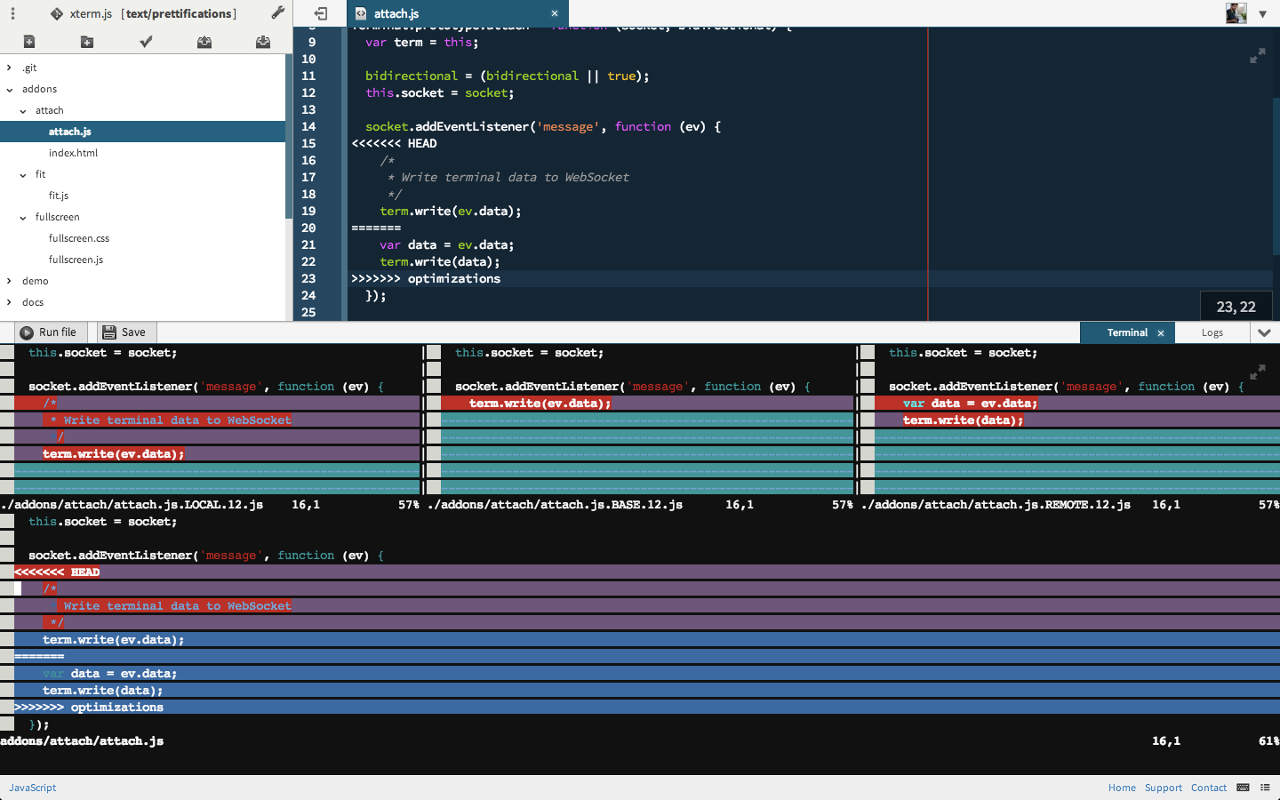 xterm.js [text/prettifications]
attach.js ×
.git
addons
attach
attach.js
index.html
fit
fit.js
fullscreen
fullscreen.css
fullscreen.js
demo
docs
9 var term = this;
10
11 bidirectional = (bidirectional || true);
12 this.socket = socket;
13
14 socket.addEventListener('message', function (ev) {
15 <<<<<<< HEAD
16 /*
17 * Write terminal data to WebSocket
18 */
19 term.write(ev.data);
20 =======
21 var data = ev.data;
22 term.write(data);
23 >>>>>>> optimizations
24 });
25
23, 22
Run file Save Terminal × Logs
this.socket = socket;
socket.addEventListener('message', function (ev) {
/*
* Write terminal data to WebSocket
/
term.write(ev.data);
./addons/attach/attach.js.LOCAL.12.js 16,1 57%
this.socket = socket;
socket.addEventListener('message', function (ev) {
term.write(ev.data);
./addons/attach/attach.js.BASE.12.js 16,1 57%
this.socket = socket;
socket.addEventListener('message', function (ev) {
var data = ev.data;
term.write(data);
./addons/attach/attach.js.REMOTE.12.js 16,1 57%
this.socket = socket;
socket.addEventListener('message', function (ev) {
<<<<<<< HEAD
/*
Write terminal data to WebSocket
*/
term.write(ev.data);
=======
var data = ev.data;
term.write(data);
>>>>>>> optimizations
});
addons/attach/attach.js 16,1 61%
JavaScript Home Support Contact